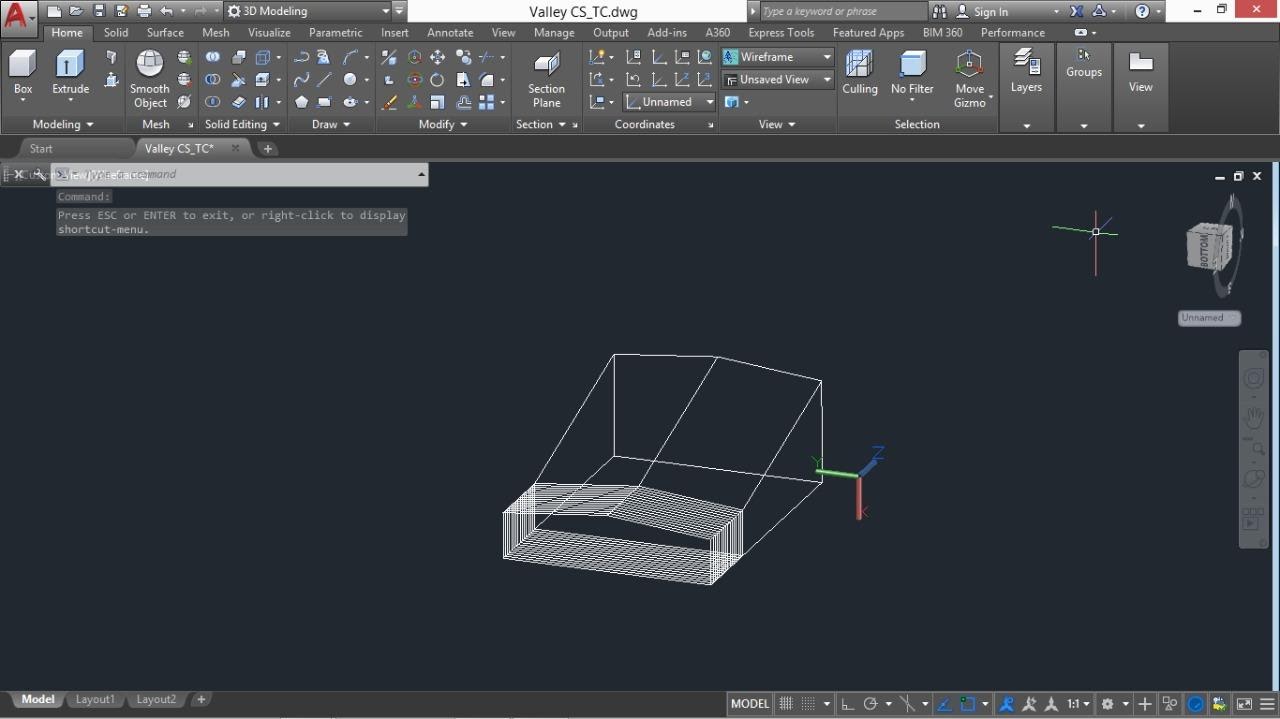 3D Modeling
Valley CS_TC.dwg
Type a keyword or phrase
Sign In
Home Solid Surface Mesh Visualize Parametric Insert Annotate View Manage Output Add-ins A360 Express Tools Featured Apps BIM 360 Performance
Box
Extrude
Smooth
Object
Section
Plane
Wireframe
Unsaved View
Unnamed
Culling
No Filter
Move
Gizmo
Layers
Groups
View
Modeling Mesh Solid Editing Draw Modify Section Coordinates View Selection
Start
Valley CS_TC*
Type a command
Command:
Press ESC or ENTER to exit, or right-click to display
shortcut-menu.
N
BOTTOM
S
Unnamed
Z
Y
X
Model Layout1 Layout2
MODEL
1:1